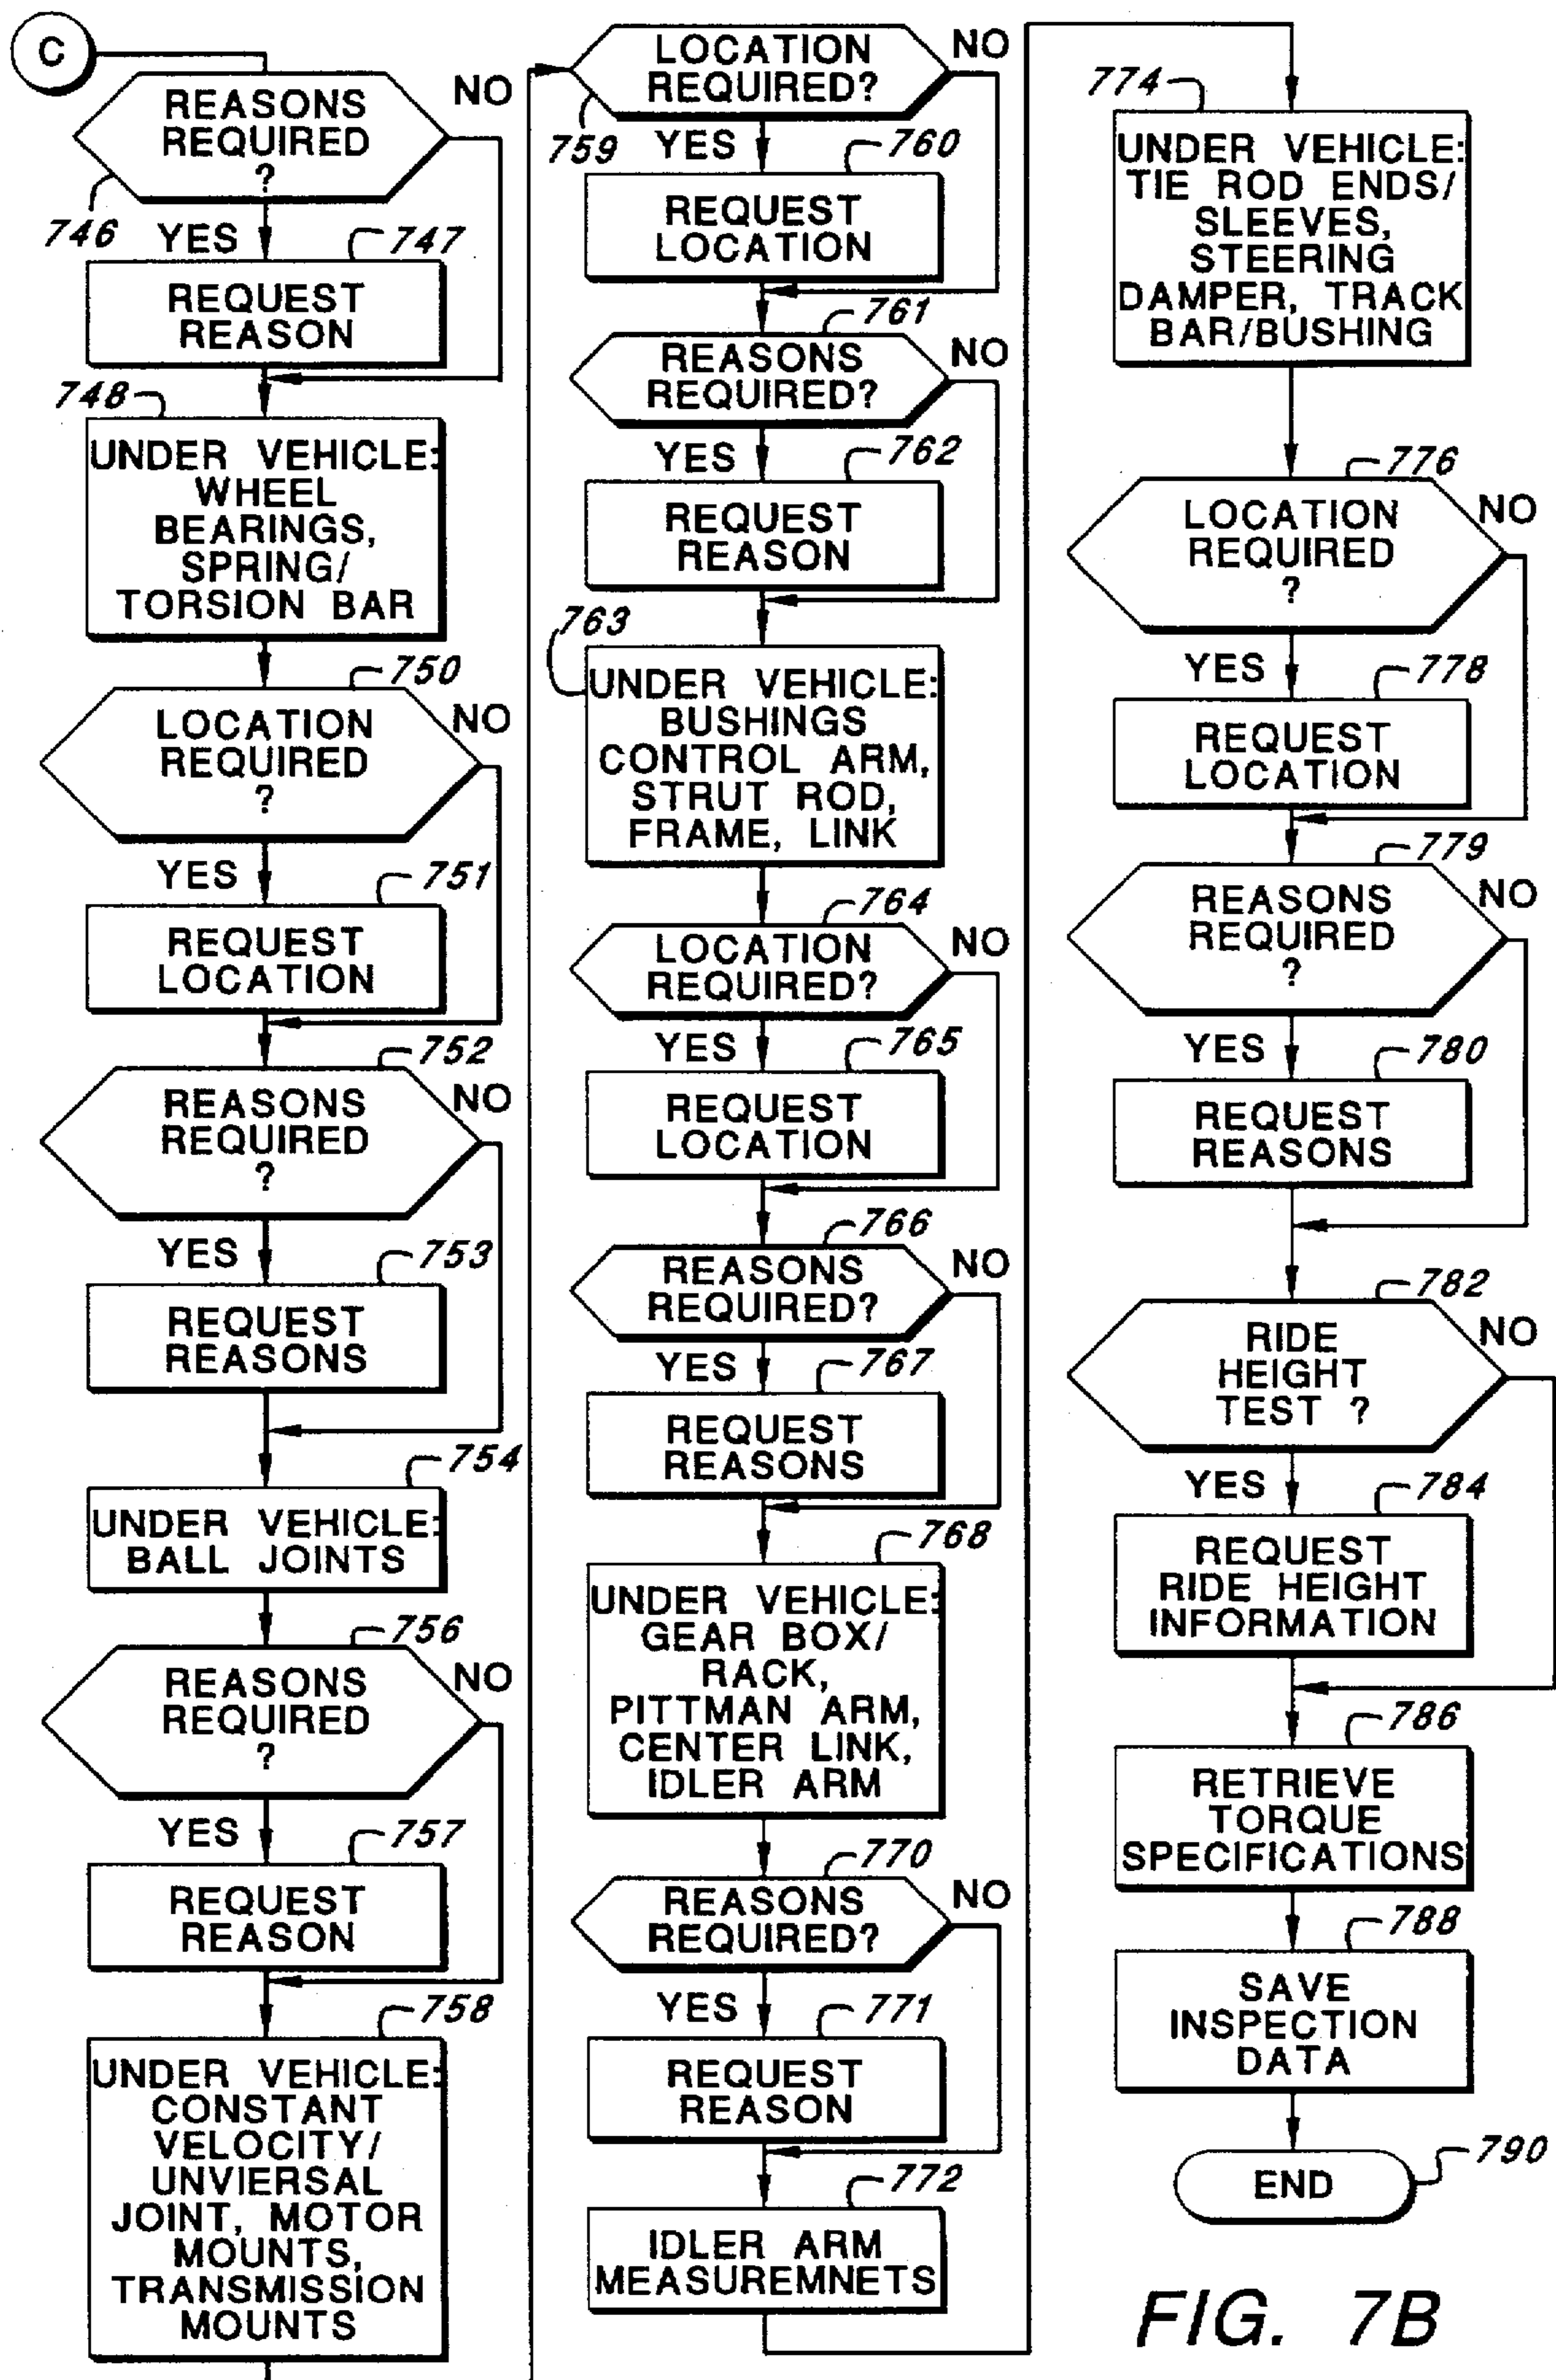 C
REASONS
REQUIRED
?
NO
746
YES
747
REQUEST
REASON
748
UNDER VEHICLE:
WHEEL
BEARINGS,
SPRING/
TORSION BAR
750
LOCATION
REQUIRED
?
NO
YES
751
REQUEST
LOCATION
752
REASONS
REQUIRED
?
NO
YES
753
REQUEST
REASONS
754
UNDER VEHICLE:
BALL JOINTS
756
REASONS
REQUIRED
?
NO
YES
757
REQUEST
REASON
758
UNDER VEHICLE:
CONSTANT
VELOCITY/
UNVIERSAL
JOINT, MOTOR
MOUNTS,
TRANSMISSION
MOUNTS
LOCATION
REQUIRED?
NO
759
YES
760
REQUEST
LOCATION
761
REASONS
REQUIRED?
NO
YES
762
REQUEST
REASON
763
UNDER VEHICLE:
BUSHINGS
CONTROL ARM,
STRUT ROD,
FRAME, LINK
764
LOCATION
REQUIRED?
NO
YES
765
REQUEST
LOCATION
766
REASONS
REQUIRED?
NO
YES
767
REQUEST
REASONS
768
UNDER VEHICLE:
GEAR BOX/
RACK,
PITTMAN ARM,
CENTER LINK,
IDLER ARM
770
REASONS
REQUIRED?
NO
YES
771
REQUEST
REASON
772
IDLER ARM
MEASUREMNETS
774
UNDER VEHICLE:
TIE ROD ENDS/
SLEEVES,
STEERING
DAMPER, TRACK
BAR/BUSHING
776
LOCATION
REQUIRED
?
NO
YES
778
REQUEST
LOCATION
779
REASONS
REQUIRED
?
NO
YES
780
REQUEST
REASONS
782
RIDE
HEIGHT
TEST ?
NO
YES
784
REQUEST
RIDE HEIGHT
INFORMATION
786
RETRIEVE
TORQUE
SPECIFICATIONS
788
SAVE
INSPECTION
DATA
790
END
FIG. 7B